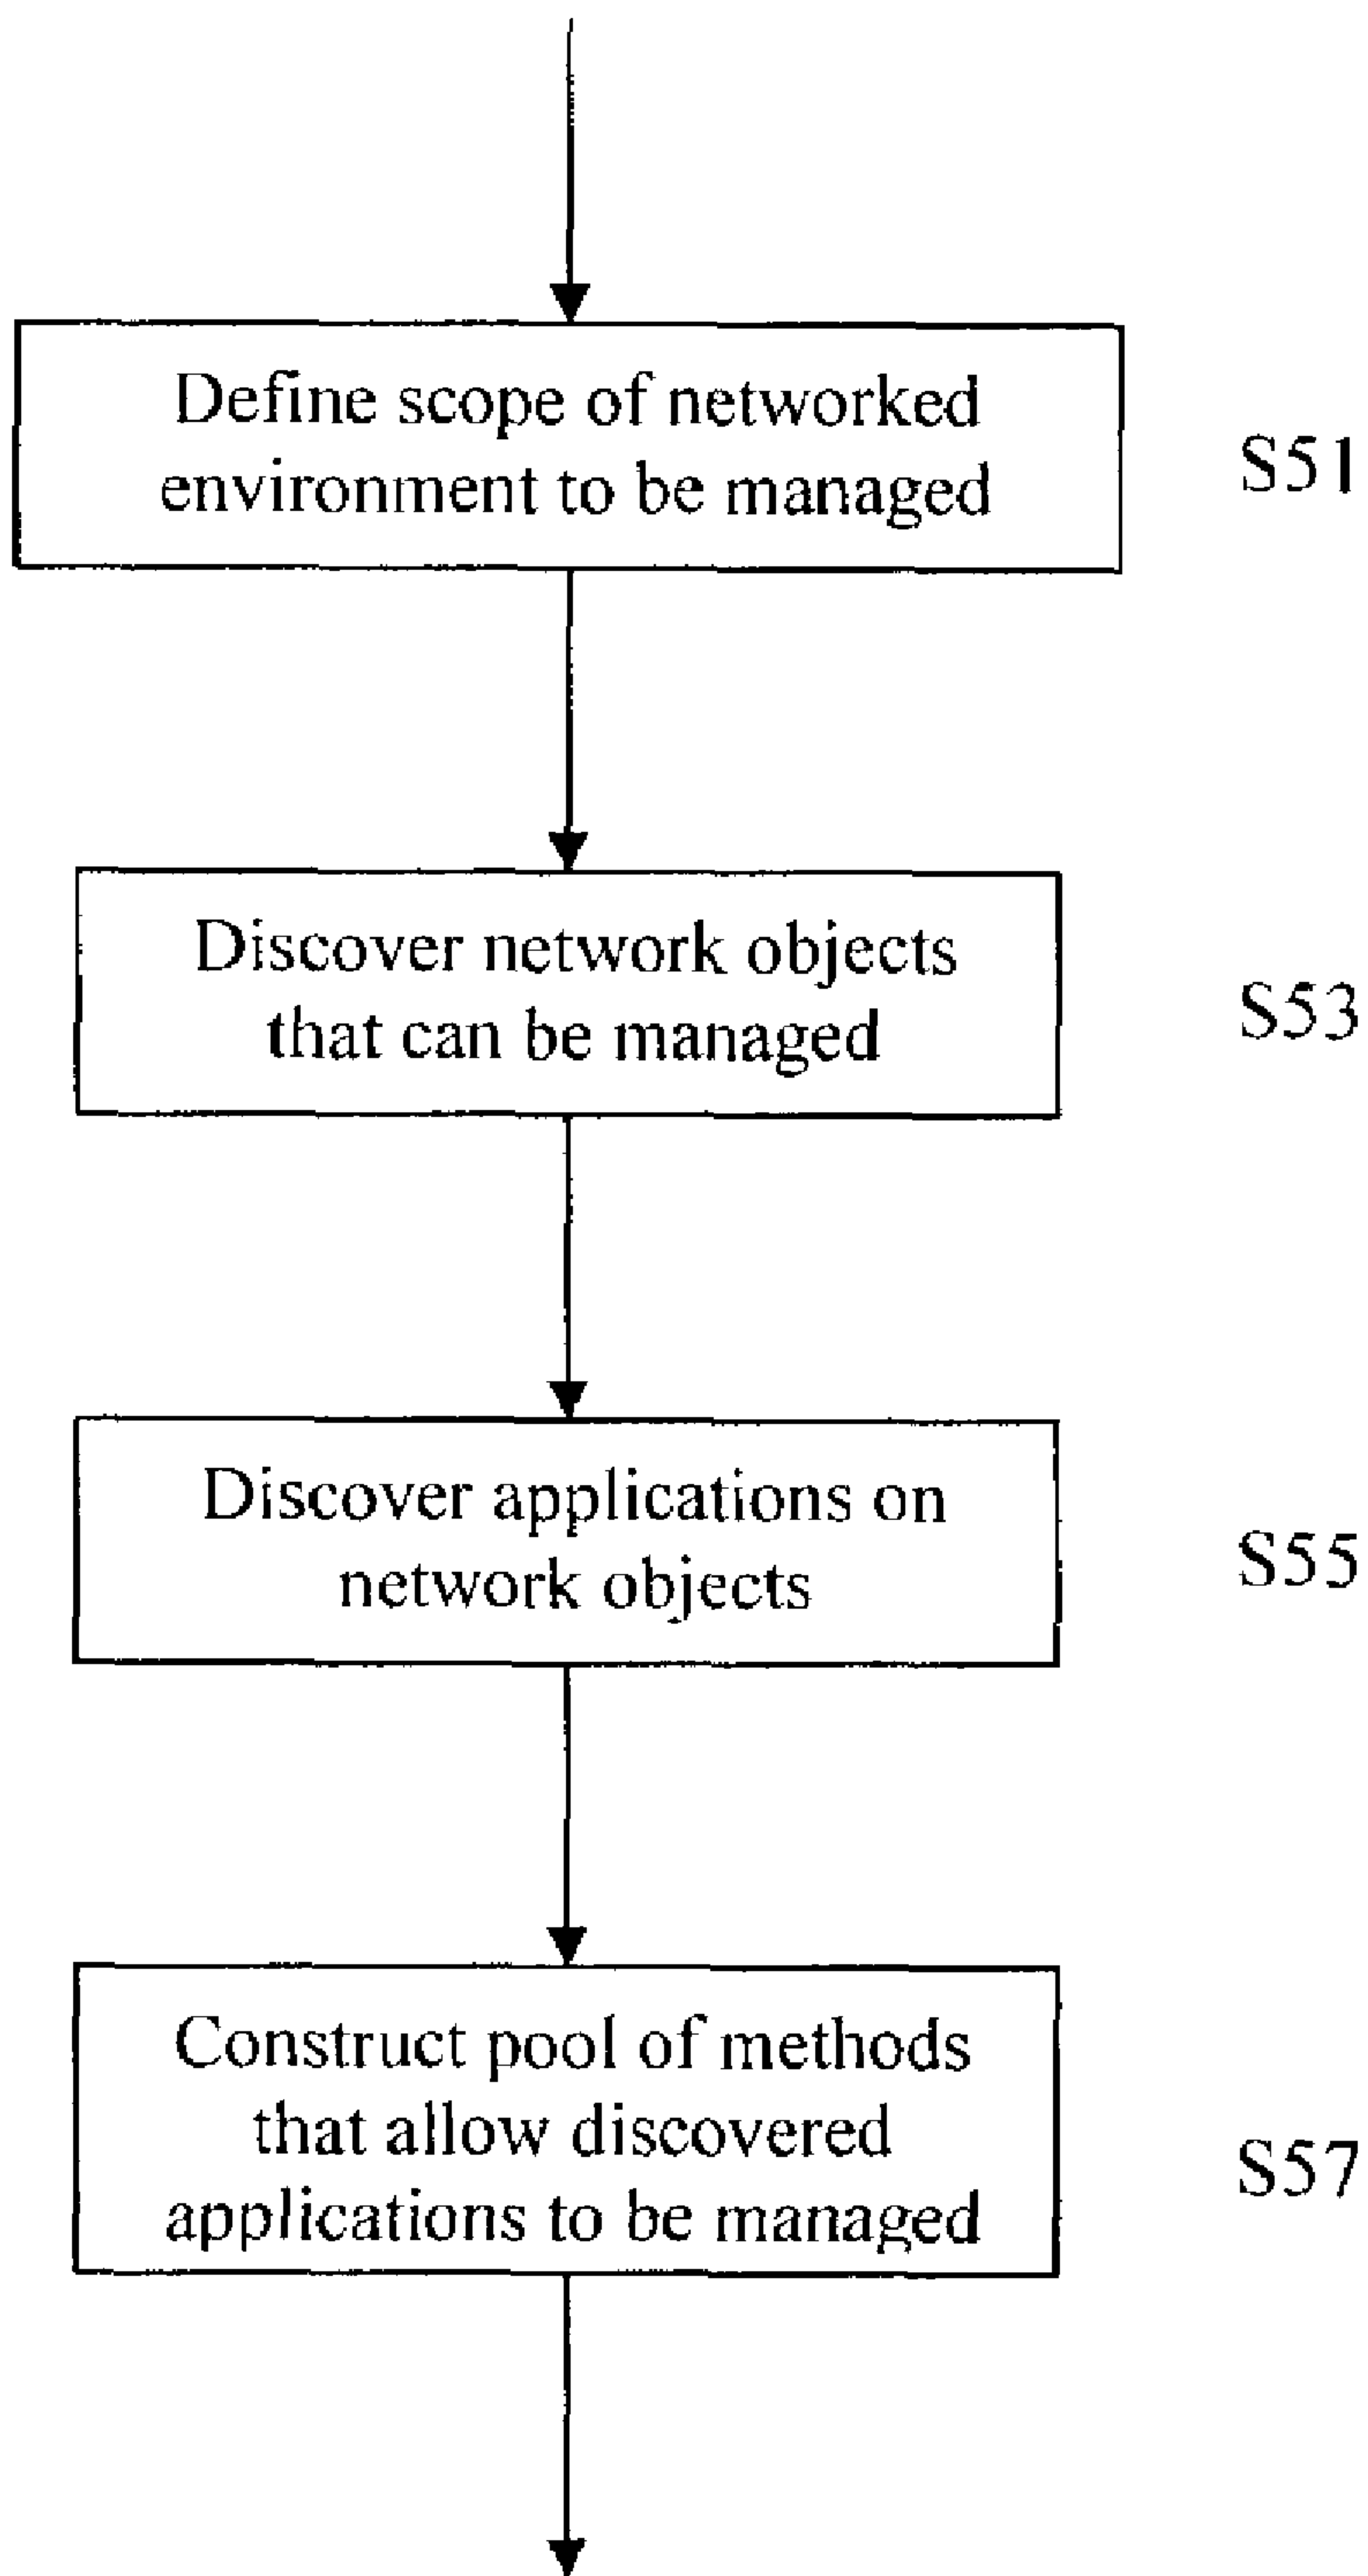 Define scope of networked
environment to be managed
S51
Discover network objects
that can be managed
S53
Discover applications on
network objects
S55
Construct pool of methods
that allow discovered
applications to be managed
S57